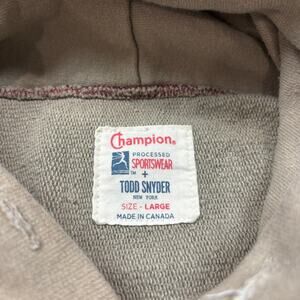 Champion®
PROCESSED
SPORTSWEAR
™ +
TODD SNYDER
NEW YORK
SIZE - LARGE
MADE IN CANADA